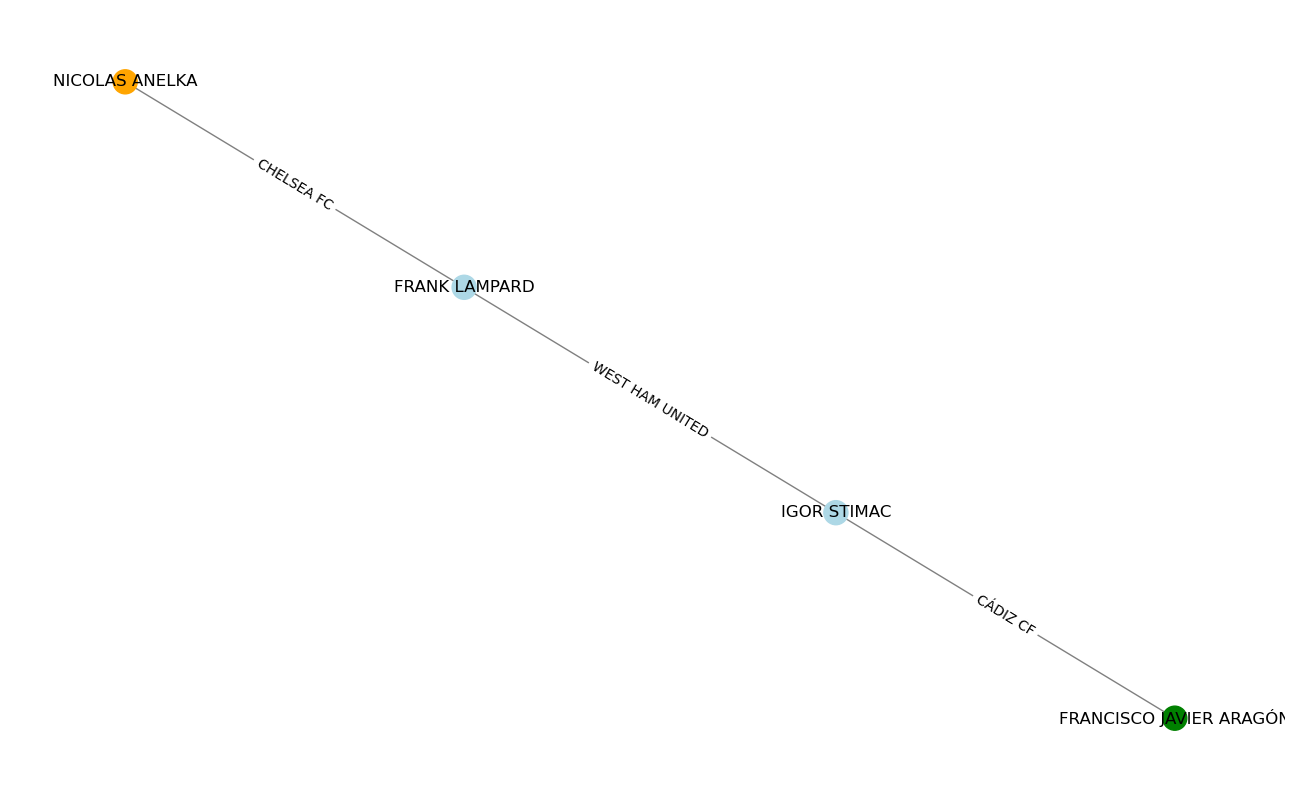 NICOLAS ANELKA
CHELSEA FC
FRANK LAMPARD
WEST HAM UNITED
IGOR STIMAC
CÁDIZ CF
FRANCISCO JAVIER ARAGÓN